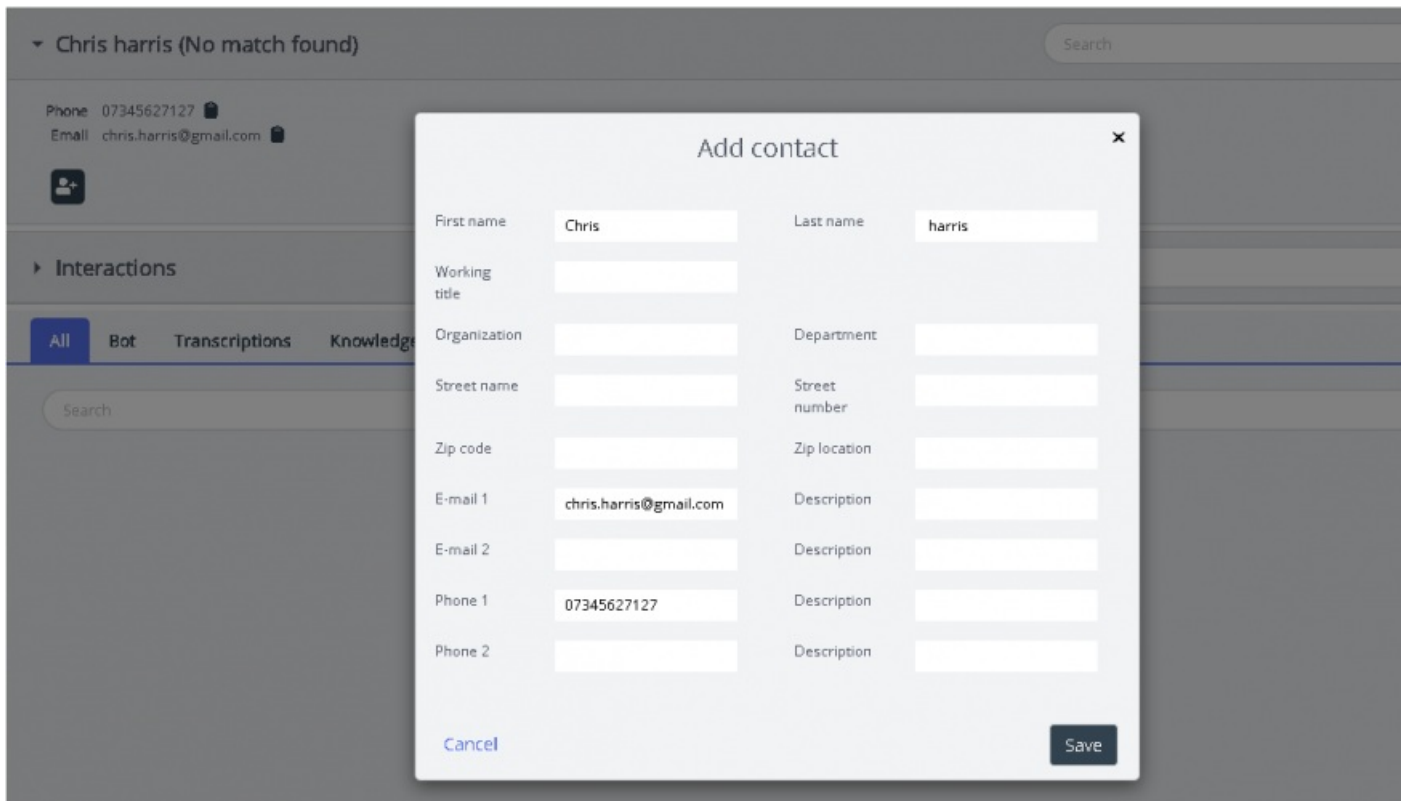 Chris harris (No match found)
Search
Phone 07345627127
Email chris.harris@gmail.com
Add contact
First name Chris Last name harris
Interactions
Working
title
All Bot Transcriptions Knowledge
Organization Department
Street name Street
number
Search
Zip code Zip location
E-mail 1 chris.harris@gmail.com Description
E-mail 2 Description
Phone 1 07345627127 Description
Phone 2 Description
Cancel Save